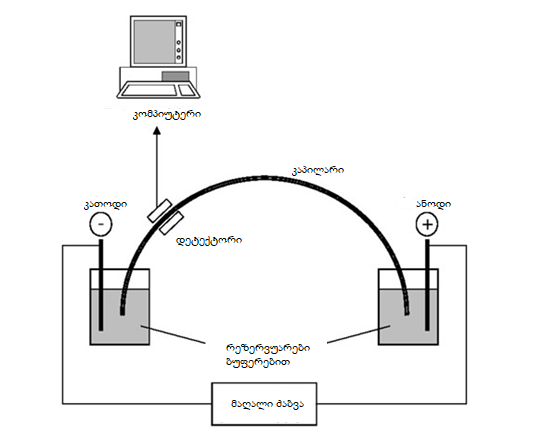 კომპიუტერი
კაპილარი
კათოდი
ანოდი
-
+
დეტექტორი
რეზერვუარები
ბუფერებით
მაღალი ძაბვა